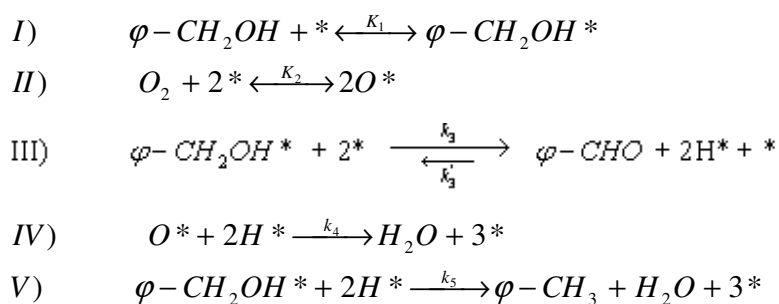 I) φ−CH₂OH + * ⟷ K₁ φ−CH₂OH *
II) O₂ + 2 * ⟷ K₂ 2O *
III) φ− CH₂OH * + 2* ⇄ k₃ k₃' φ− CHO + 2H* + *
IV) O * + 2H * → k₄ H₂O + 3 *
V) φ−CH₂OH * + 2H * → k₅ φ−CH₃ + H₂O + 3 *